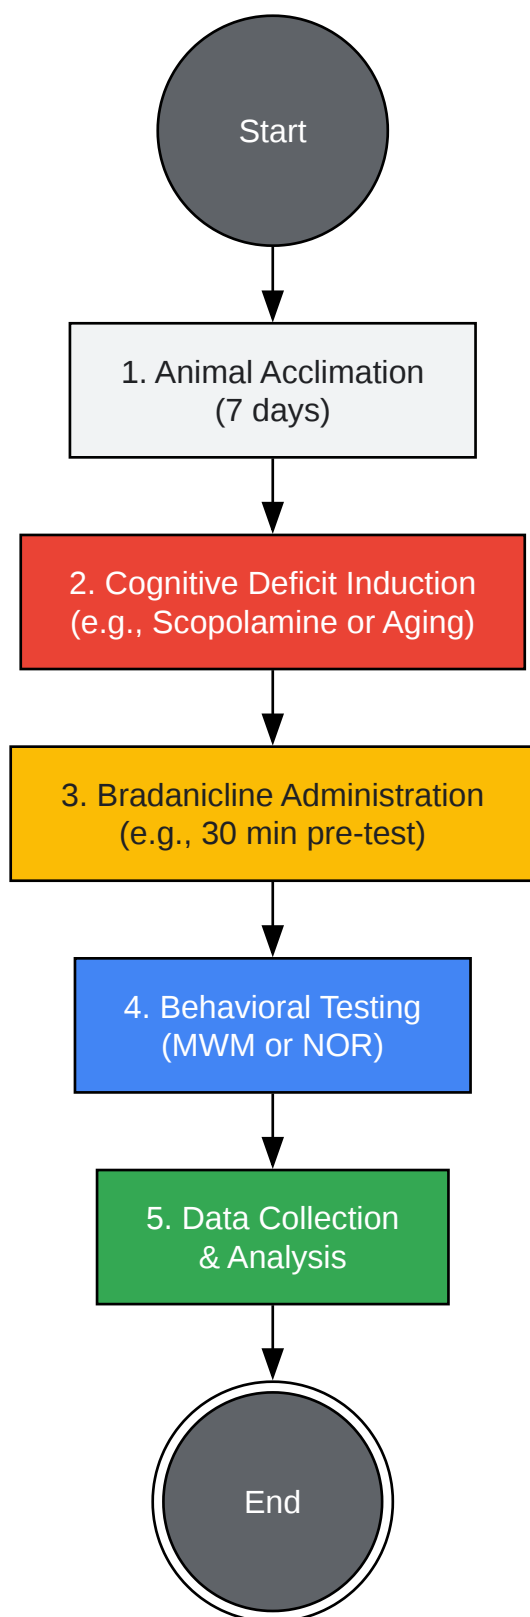 Start
1. Animal Acclimation
(7 days)
2. Cognitive Deficit Induction
(e.g., Scopolamine or Aging)
3. Bradanicline Administration
(e.g., 30 min pre-test)
4. Behavioral Testing
(MWM or NOR)
5. Data Collection
& Analysis
End